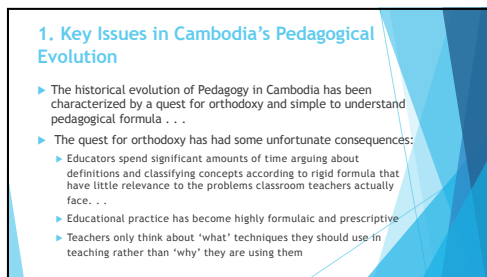 1. Key Issues in Cambodia's Pedagogical
Evolution
The historical evolution of Pedagogy in Cambodia has been
characterized by a quest for orthodoxy and simple to understand
pedagogical formula . . .
The quest for orthodoxy has had some unfortunate consequences:
Educators spend significant amounts of time arguing about
definitions and classifying concepts according to rigid formula that
have little relevance to the problems classroom teachers actually
face. . .
Educational practice has become highly formulaic and prescriptive
Teachers only think about ‘what’ techniques they should use in
teaching rather than ‘why’ they are using them